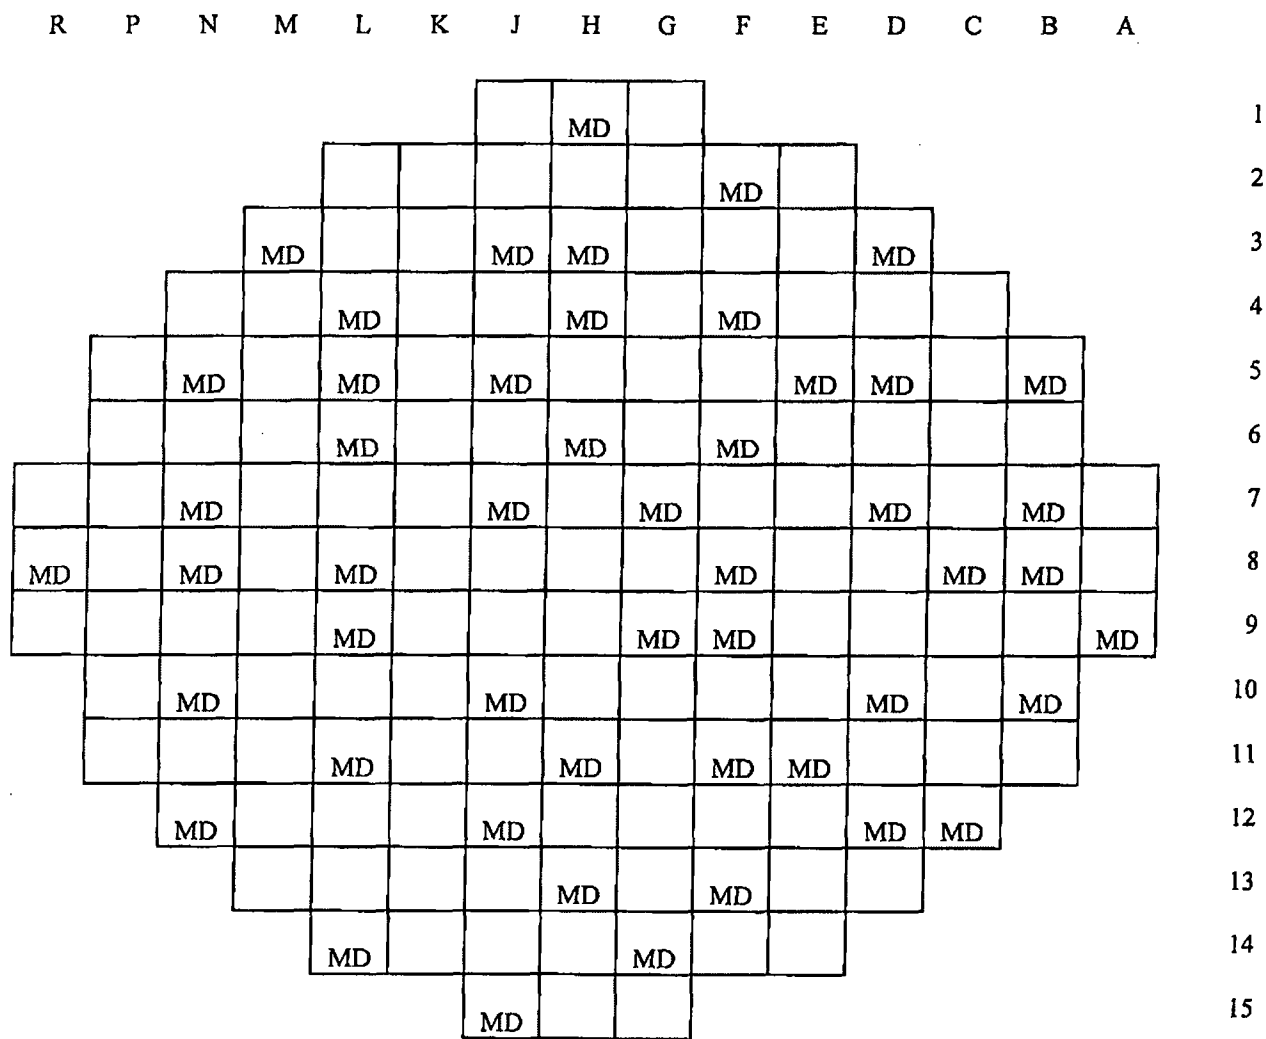 R P N M L K J H G F E D C B A
MD 1
MD 2
MD MD MD MD 3
MD MD MD 4
MD MD MD MD MD MD 5
MD MD MD 6
MD MD MD MD MD 7
MD MD MD MD MD MD 8
MD MD MD MD 9
MD MD MD MD 10
MD MD MD MD 11
MD MD MD MD 12
MD MD 13
MD MD 14
MD 15